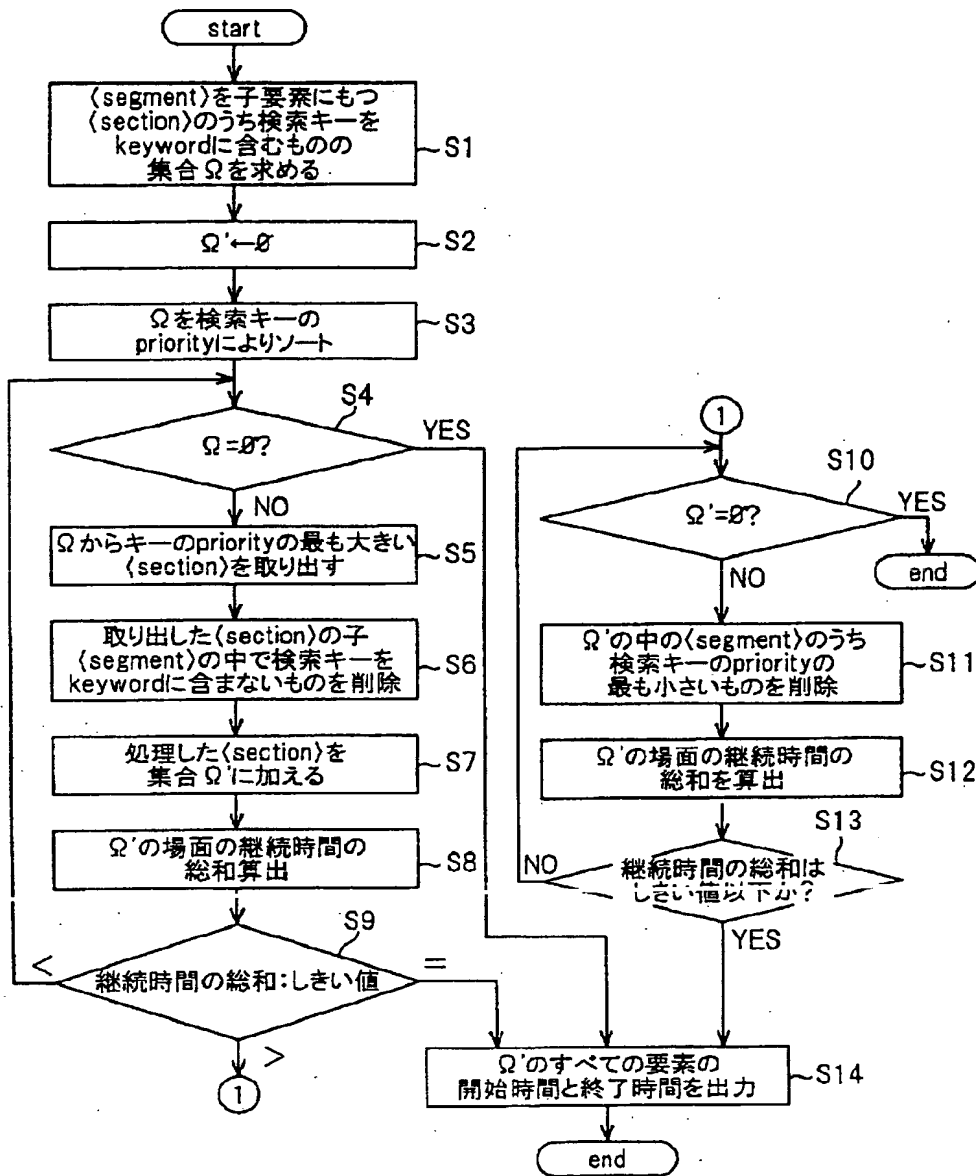 start
〈segment〉を子要素にもつ
〈section〉のうち検索キーを
keywordに含むものの
集合Ωを求める
S1
Ω'←Ø
S2
Ωを検索キーの
priorityによりソート
S3
S4
Ω=Ø?
YES
NO
Ωからキーのpriorityの最も大きい
〈section〉を取り出す
S5
取り出した〈section〉の子
〈segment〉の中で検索キーを
keywordに含まないものを削除
S6
処理した〈section〉を
集合Ω'に加える
S7
Ω'の場面の継続時間の
総和算出
S8
S9
<
継続時間の総和:しきい値
=
>
1
1
S10
Ω'=Ø?
YES
end
NO
Ω'の中の〈segment〉のうち
検索キーのpriorityの
最も小さいものを削除
S11
Ω'の場面の継続時間の
総和を算出
S12
S13
NO
継続時間の総和は
しきい値以下か?
YES
Ω'のすべての要素の
開始時間と終了時間を出力
S14
end